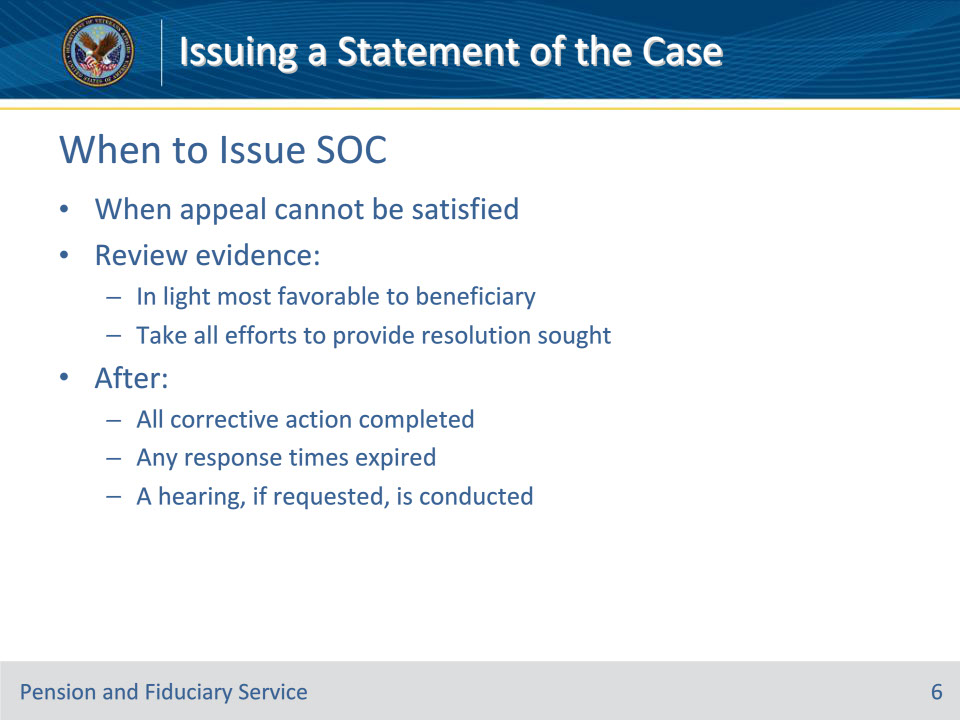 Issuing a Statement of the Case
When to Issue SOC
• When appeal cannot be satisfied
• Review evidence:
– In light most favorable to beneficiary
– Take all efforts to provide resolution sought
• After:
– All corrective action completed
– Any response times expired
– A hearing, if requested, is conducted
Pension and Fiduciary Service
6